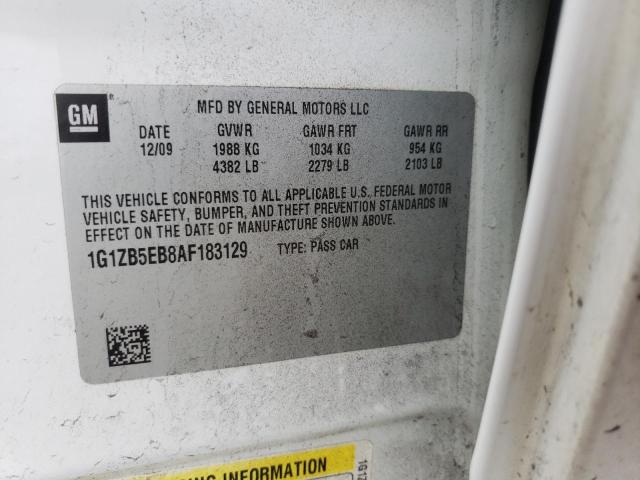 GM
MFD BY GENERAL MOTORS LLC
DATE GVWR GAWR FRT GAWR RR
12/09 1988 KG 1034 KG 954 KG
4382 LB 2279 LB 2103 LB
THIS VEHICLE CONFORMS TO ALL APPLICABLE U.S. FEDERAL MOTOR
VEHICLE SAFETY, BUMPER, AND THEFT PREVENTION STANDARDS IN
EFFECT ON THE DATE OF MANUFACTURE SHOWN ABOVE.
1G1ZB5EB8AF183129 TYPE: PASS CAR
ING INFORMATION
1G1Z